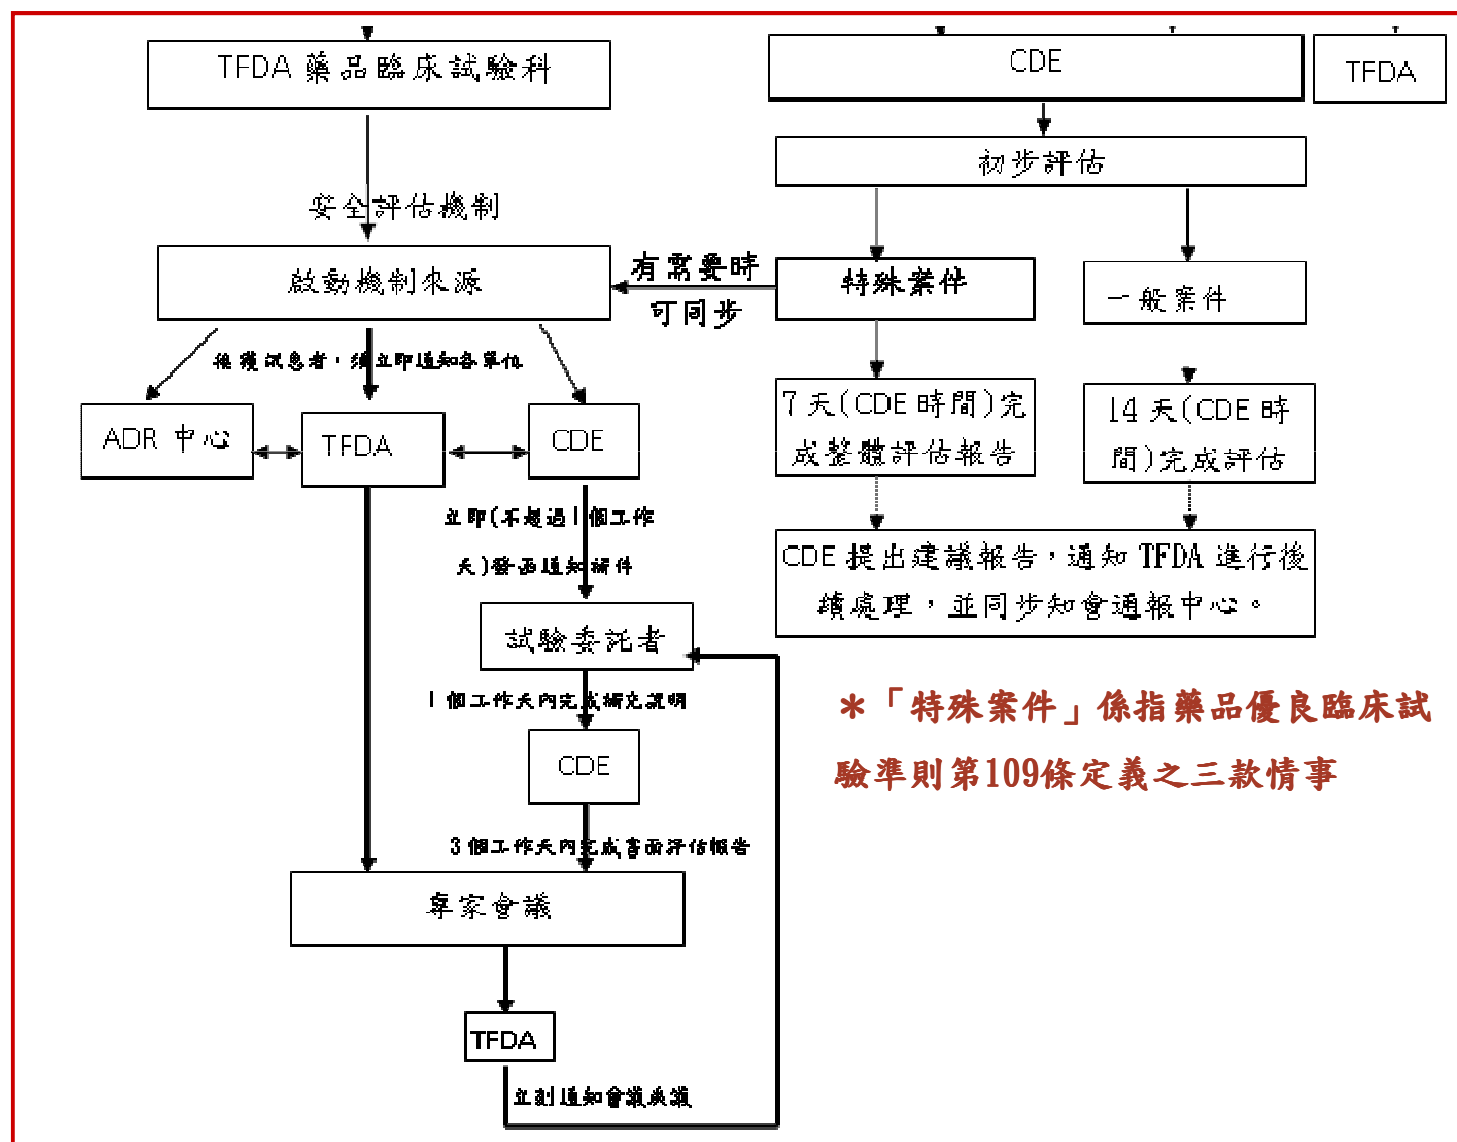 TFDA 藥品臨床試驗科
CDE
TFDA
初步評估
安全評估機制
啟動機制來源
有需要時
可同步
特殊案件
一般案件
後獲訊息者，須立即通知各單位
ADR 中心
TFDA
CDE
7 天(CDE 時間)完
成整體評估報告
14 天(CDE 時
間)完成評估
立即(不超過1個工作
天)發函通知補件
CDE 提出建議報告，通知 TFDA 進行後
續處理，並同步知會通報中心。
試驗委託者
1 個工作天內完成補充說明
CDE
＊「特殊案件」係指藥品優良臨床試
驗準則第109條定義之三款情事
3 個工作天內完成書面評估報告
專家會議
TFDA
立刻通知會議決議